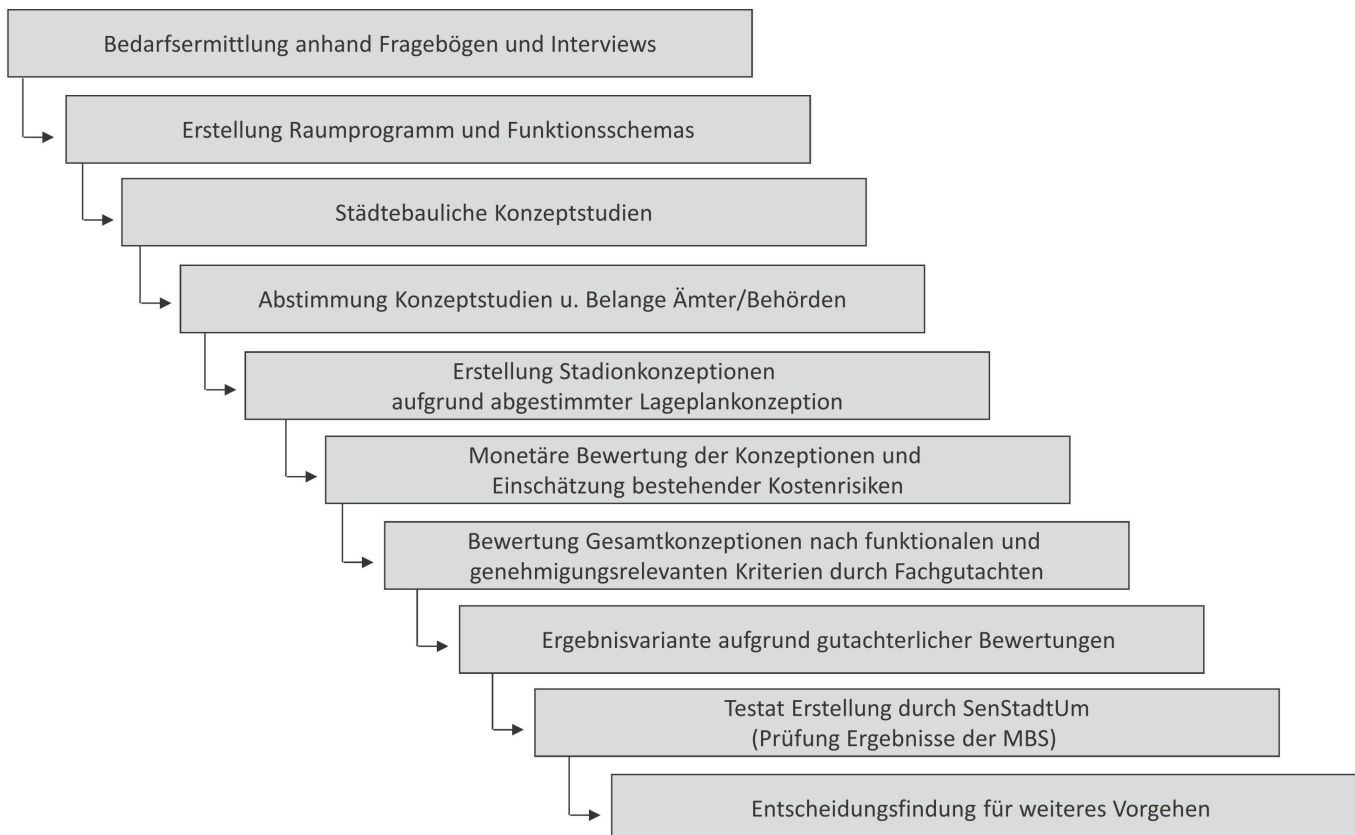 Bedarfsermittlung anhand Fragebögen und Interviews
Erstellung Raumprogramm und Funktionsschemas
Städtebauliche Konzeptstudien
Abstimmung Konzeptstudien u. Belange Ämter/Behörden
Erstellung Stadionkonzeptionen
aufgrund abgestimmter Lageplankonzeption
Monetäre Bewertung der Konzeptionen und
Einschätzung bestehender Kostenrisiken
Bewertung Gesamtkonzeptionen nach funktionalen und
genehmigungsrelevanten Kriterien durch Fachgutachten
Ergebnisvariante aufgrund gutachterlicher Bewertungen
Testat Erstellung durch SenStadtUm
(Prüfung Ergebnisse der MBS)
Entscheidungsfindung für weiteres Vorgehen